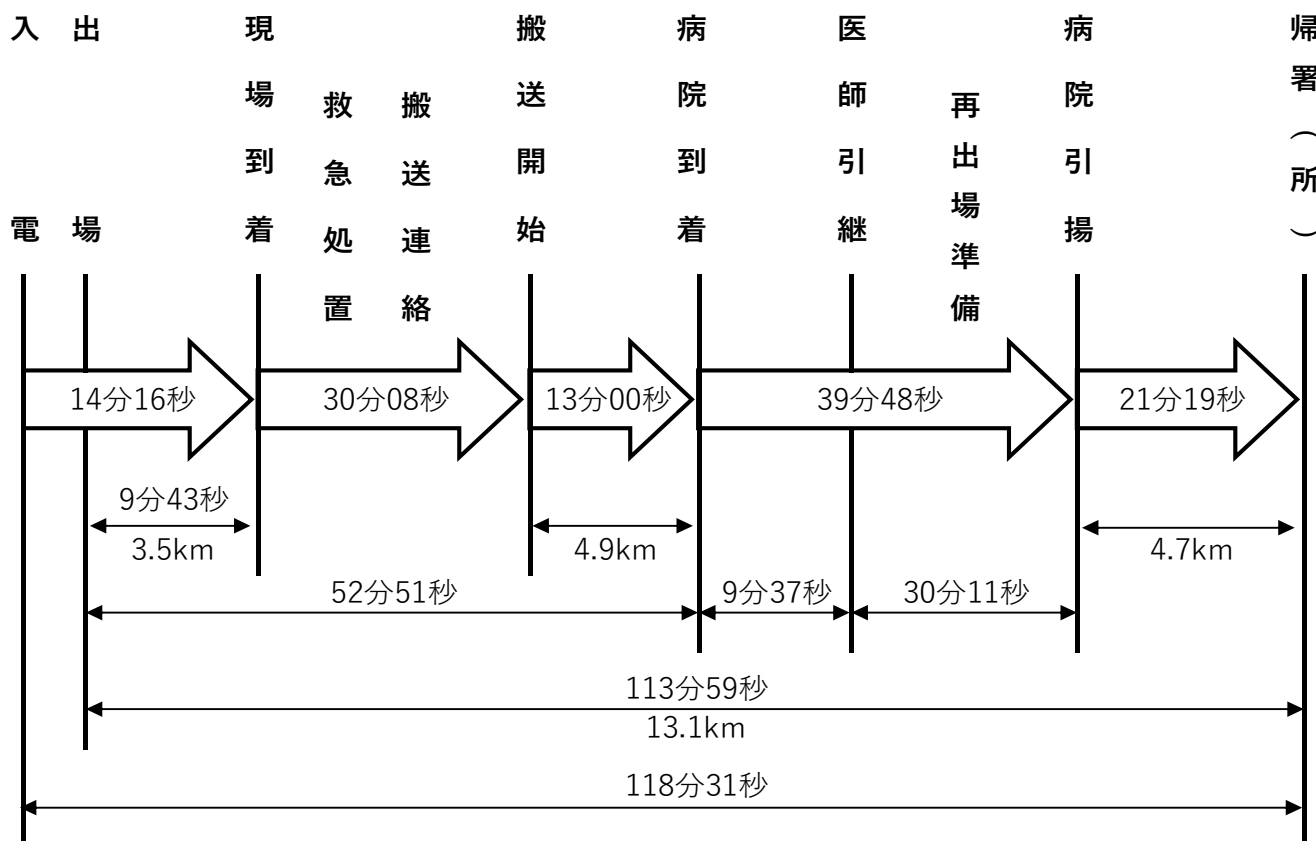 入電
出場
現場到着
救急処置
搬送連絡
搬送開始
病院到着
医師引継
再出場準備
病院引揚
帰署（所）
14分16秒
30分08秒
13分00秒
39分48秒
21分19秒
9分43秒
3.5km
4.9km
4.7km
52分51秒
9分37秒
30分11秒
113分59秒
13.1km
118分31秒